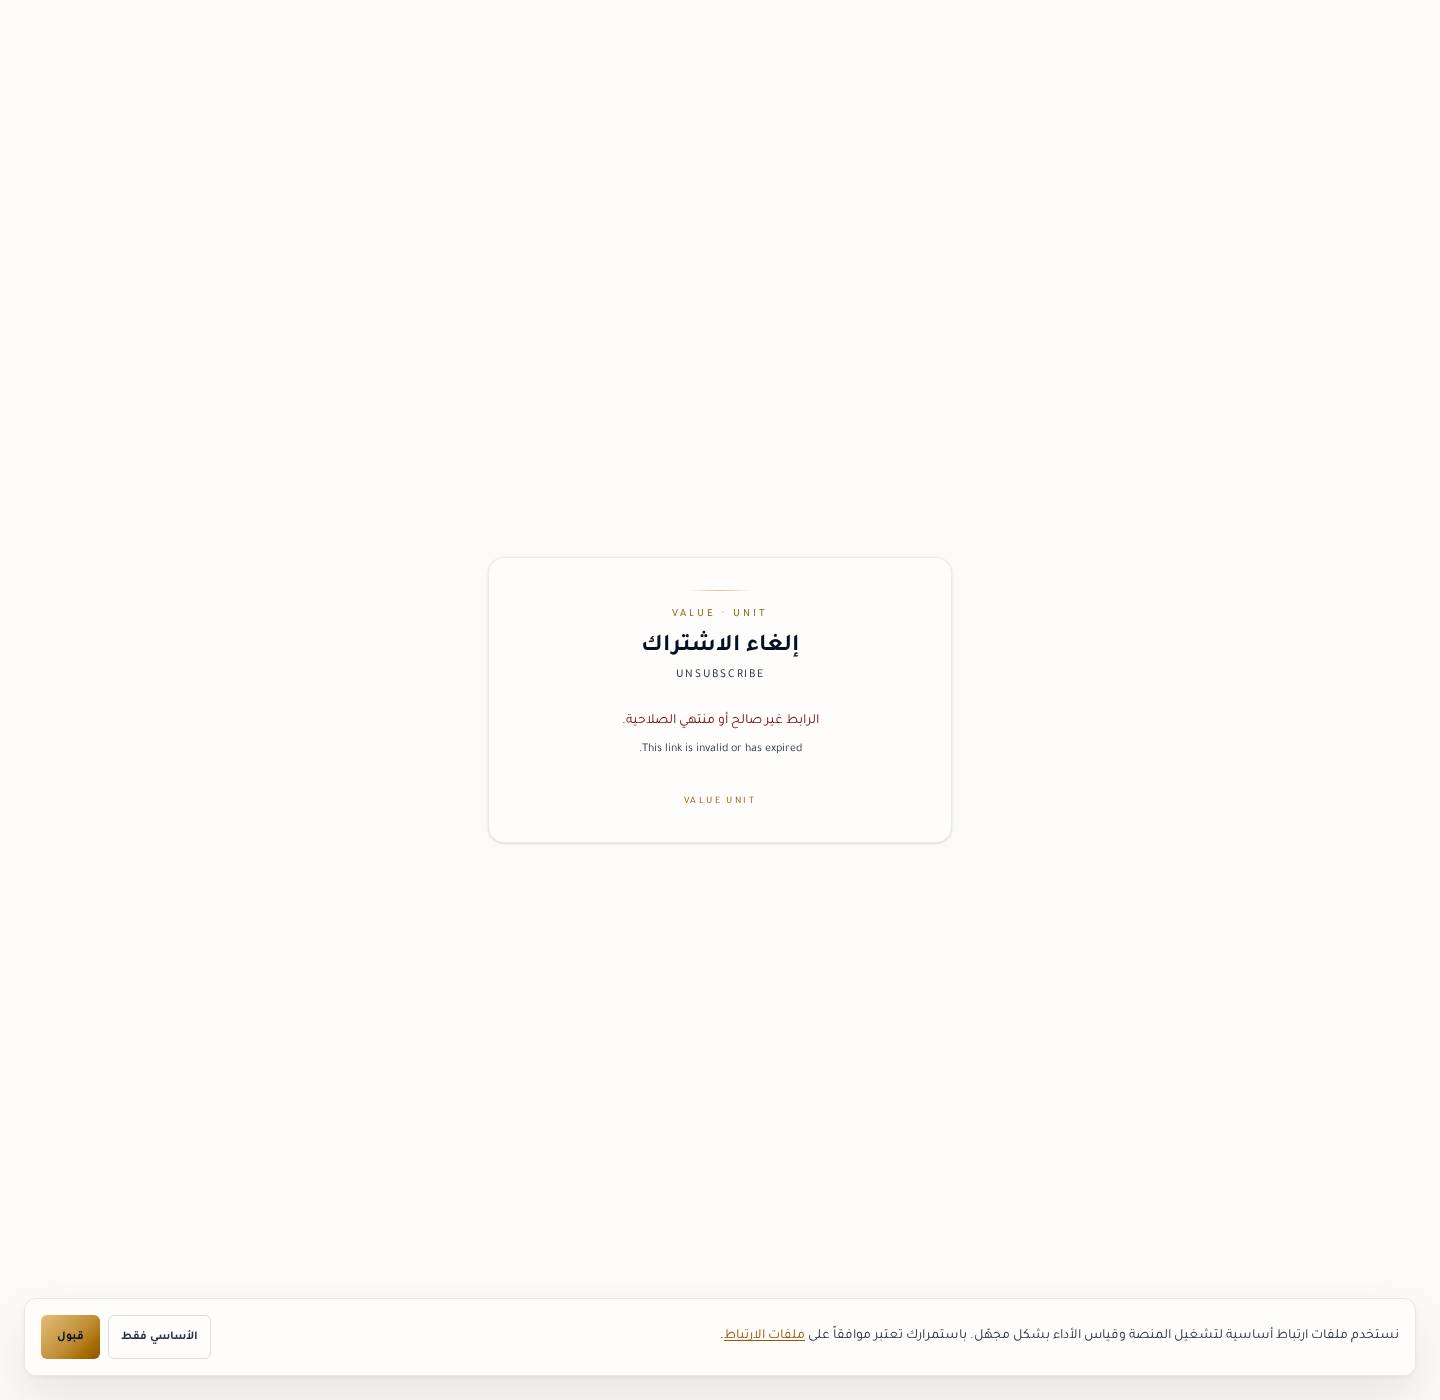 VALUE · UNIT
إلغاء الاشتراك
UNSUBSCRIBE
الرابط غير صالح أو منتهي الصلاحية.
This link is invalid or has expired.
VALUE UNIT
نستخدم ملفات ارتباط أساسية لتشغيل المنصة وقياس الأداء بشكل مجهّل. باستمرارك تعتبر موافقاً على ملفات الارتباط.
الأساسي فقط
قبول